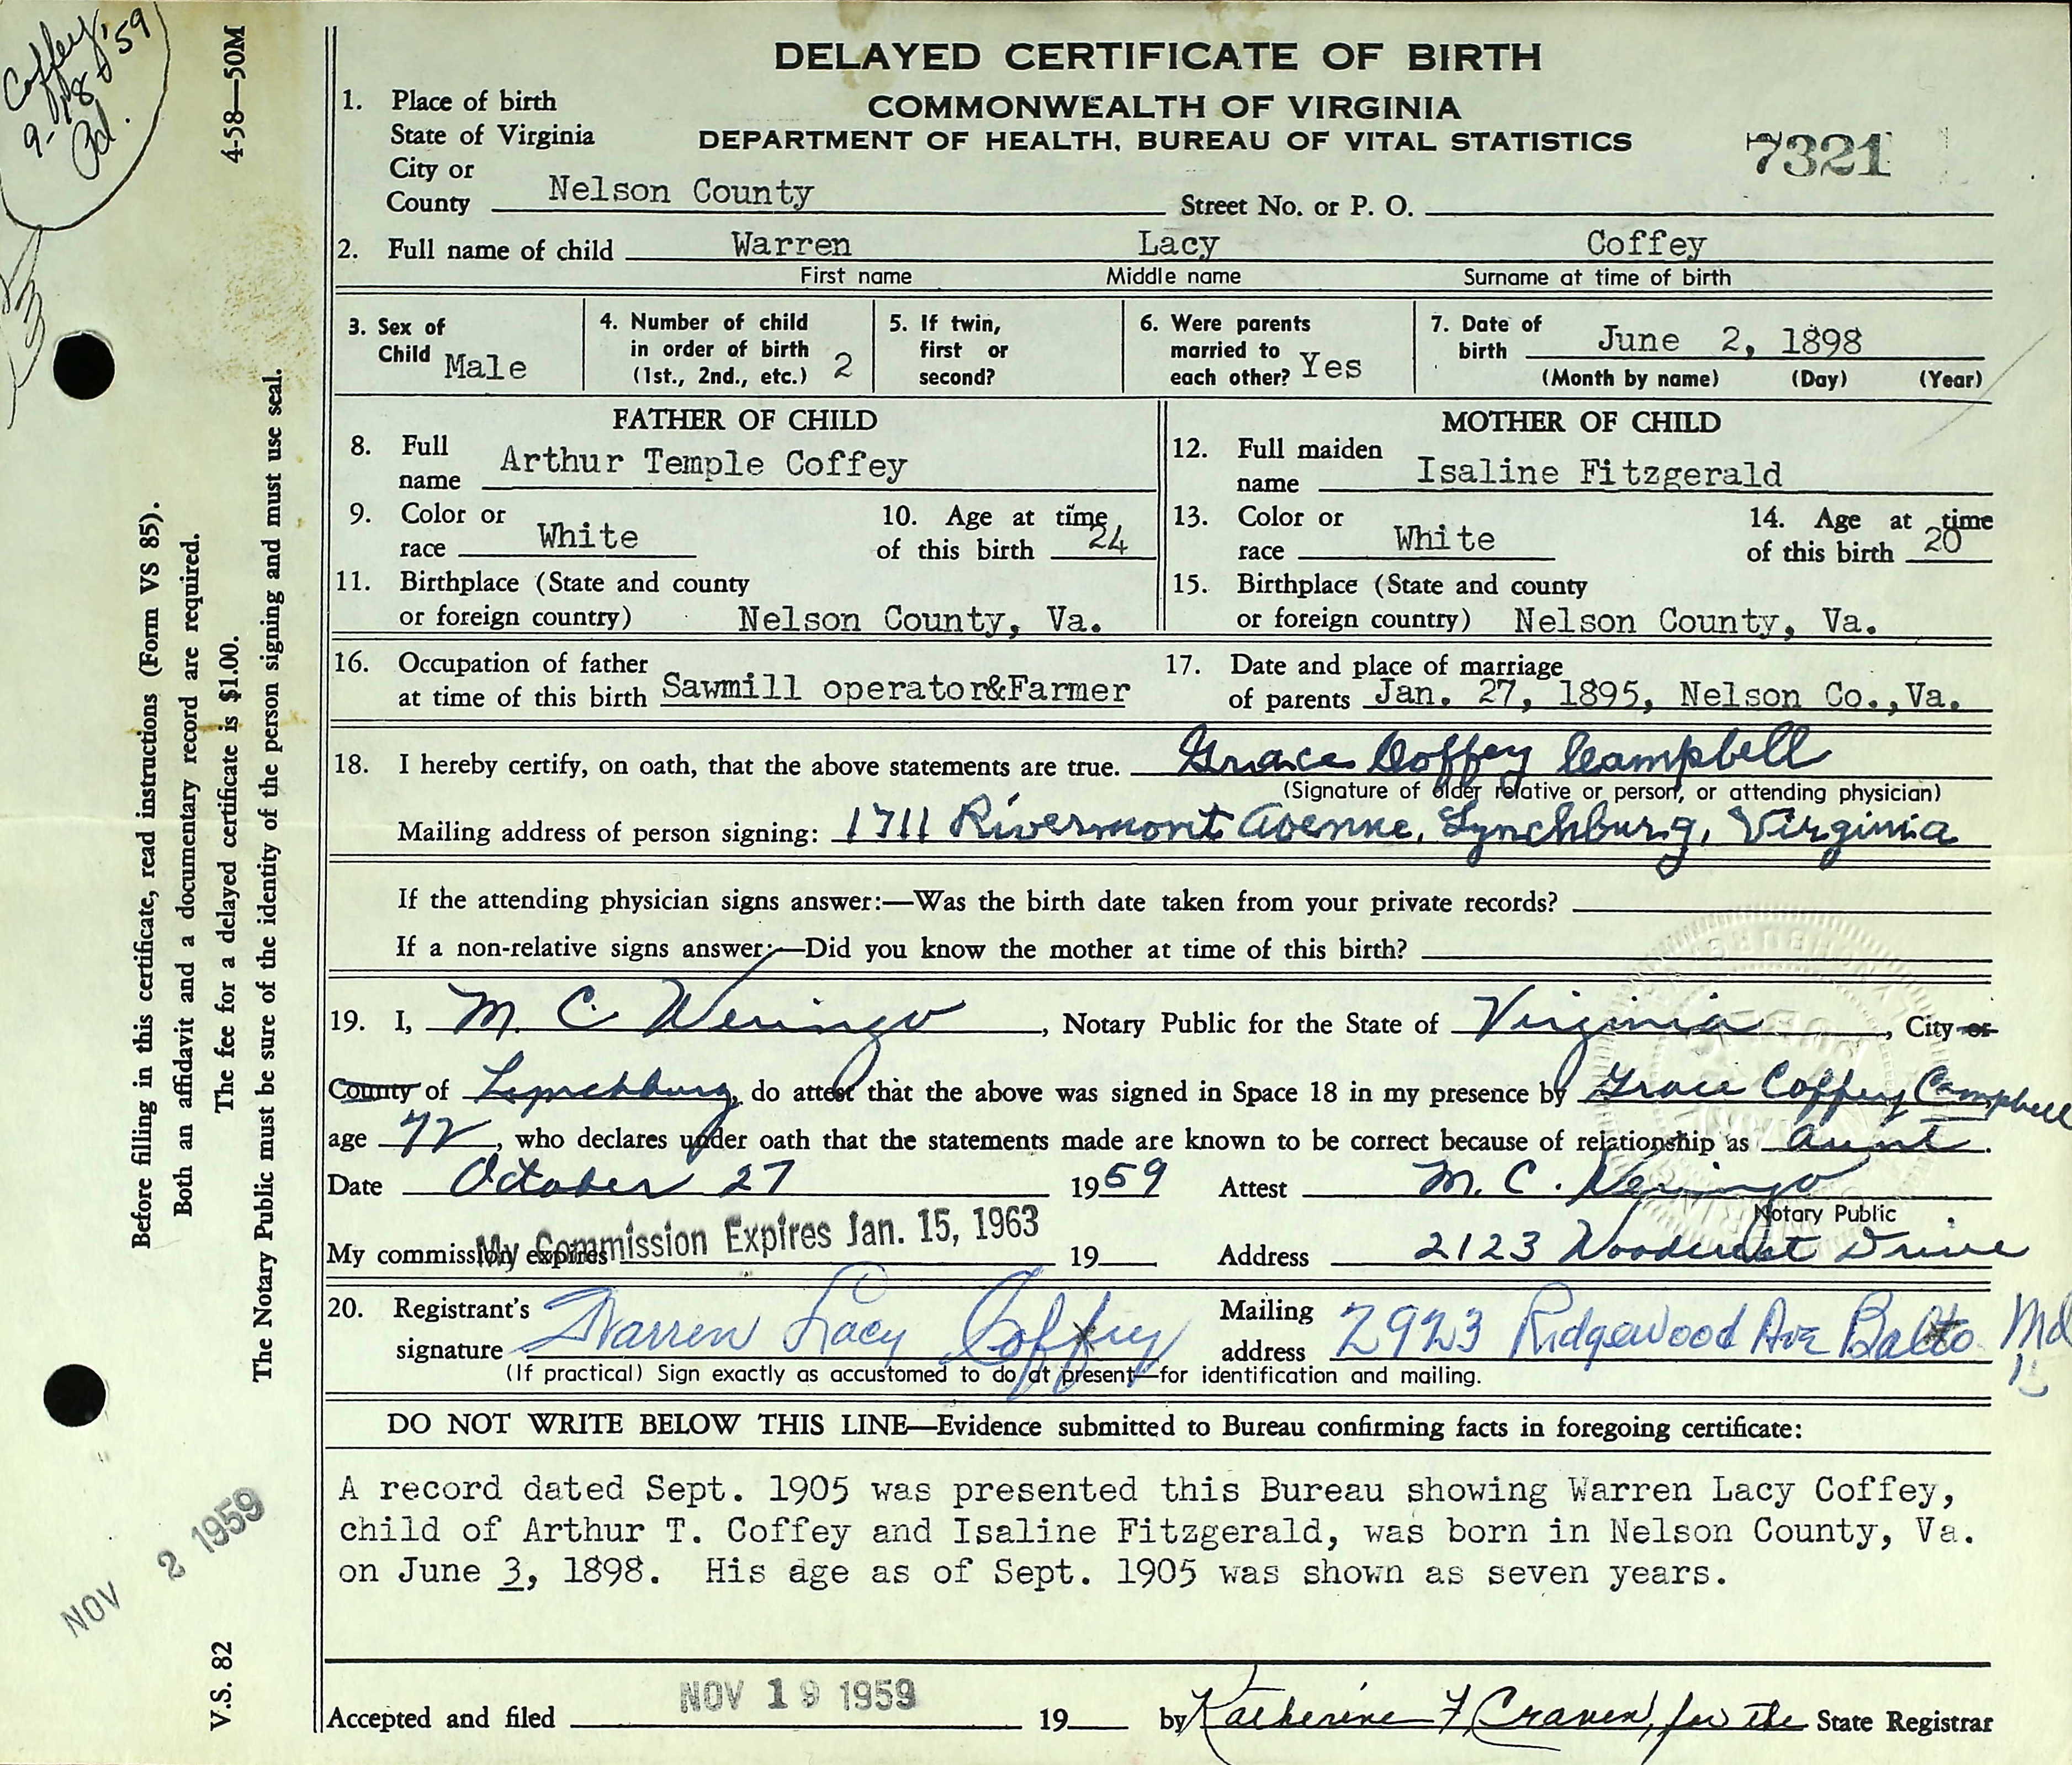 Coffey
9-18-'59
Pd.
4-58—50M
DELAYED CERTIFICATE OF BIRTH
COMMONWEALTH OF VIRGINIA
DEPARTMENT OF HEALTH, BUREAU OF VITAL STATISTICS
7321
1. Place of birth
State of Virginia
City or
County Nelson County Street No. or P. O.
2. Full name of child Warren Lacy Coffey
First name Middle name Surname at time of birth
3. Sex of Child Male
4. Number of child in order of birth (1st., 2nd., etc.) 2
5. If twin, first or second?
6. Were parents married to each other? Yes
7. Date of birth June 2, 1898
(Month by name) (Day) (Year)
FATHER OF CHILD
8. Full name Arthur Temple Coffey
9. Color or race White 10. Age at time of this birth 24
11. Birthplace (State and county
or foreign country) Nelson County, Va.
MOTHER OF CHILD
12. Full maiden name Isaline Fitzgerald
13. Color or race White 14. Age at time of this birth 20
15. Birthplace (State and county
or foreign country) Nelson County, Va.
16. Occupation of father
at time of this birth Sawmill operator&Farmer
17. Date and place of marriage
of parents Jan. 27, 1895, Nelson Co.,Va.
18. I hereby certify, on oath, that the above statements are true. Grace Coffey Campbell
(Signature of older relative or person, or attending physician)
Mailing address of person signing: 1711 Rivermont Avenue, Lynchburg, Virginia
If the attending physician signs answer:—Was the birth date taken from your private records?
If a non-relative signs answer:—Did you know the mother at time of this birth?
19. I, M. C. Weringo, Notary Public for the State of Virginia, City or
County of Lynchburg, do attest that the above was signed in Space 18 in my presence by Grace Coffey Campbell
age 72, who declares under oath that the statements made are known to be correct because of relationship as aunt.
Date October 27 1959 Attest M. C. Weringo
Notary Public
My commission expires My Commission Expires Jan. 15, 1963 19 Address 2123 Woodcrest Drive
20. Registrant's signature Warren Lacy Coffey Mailing address 2923 Ridgewood Ave Balto Md
15
(If practical) Sign exactly as accustomed to do at present—for identification and mailing.
DO NOT WRITE BELOW THIS LINE—Evidence submitted to Bureau confirming facts in foregoing certificate:
A record dated Sept. 1905 was presented this Bureau showing Warren Lacy Coffey,
child of Arthur T. Coffey and Isaline Fitzgerald, was born in Nelson County, Va.
on June 3, 1898. His age as of Sept. 1905 was shown as seven years.
Accepted and filed NOV 19 1959 19 by Katherine F. Craven, for the State Registrar
Before filling in this certificate, read instructions (Form VS 85).
Both an affidavit and a documentary record are required.
The fee for a delayed certificate is $1.00.
The Notary Public must be sure of the identity of the person signing and must use seal.
NOV 2 1959
V.S. 82